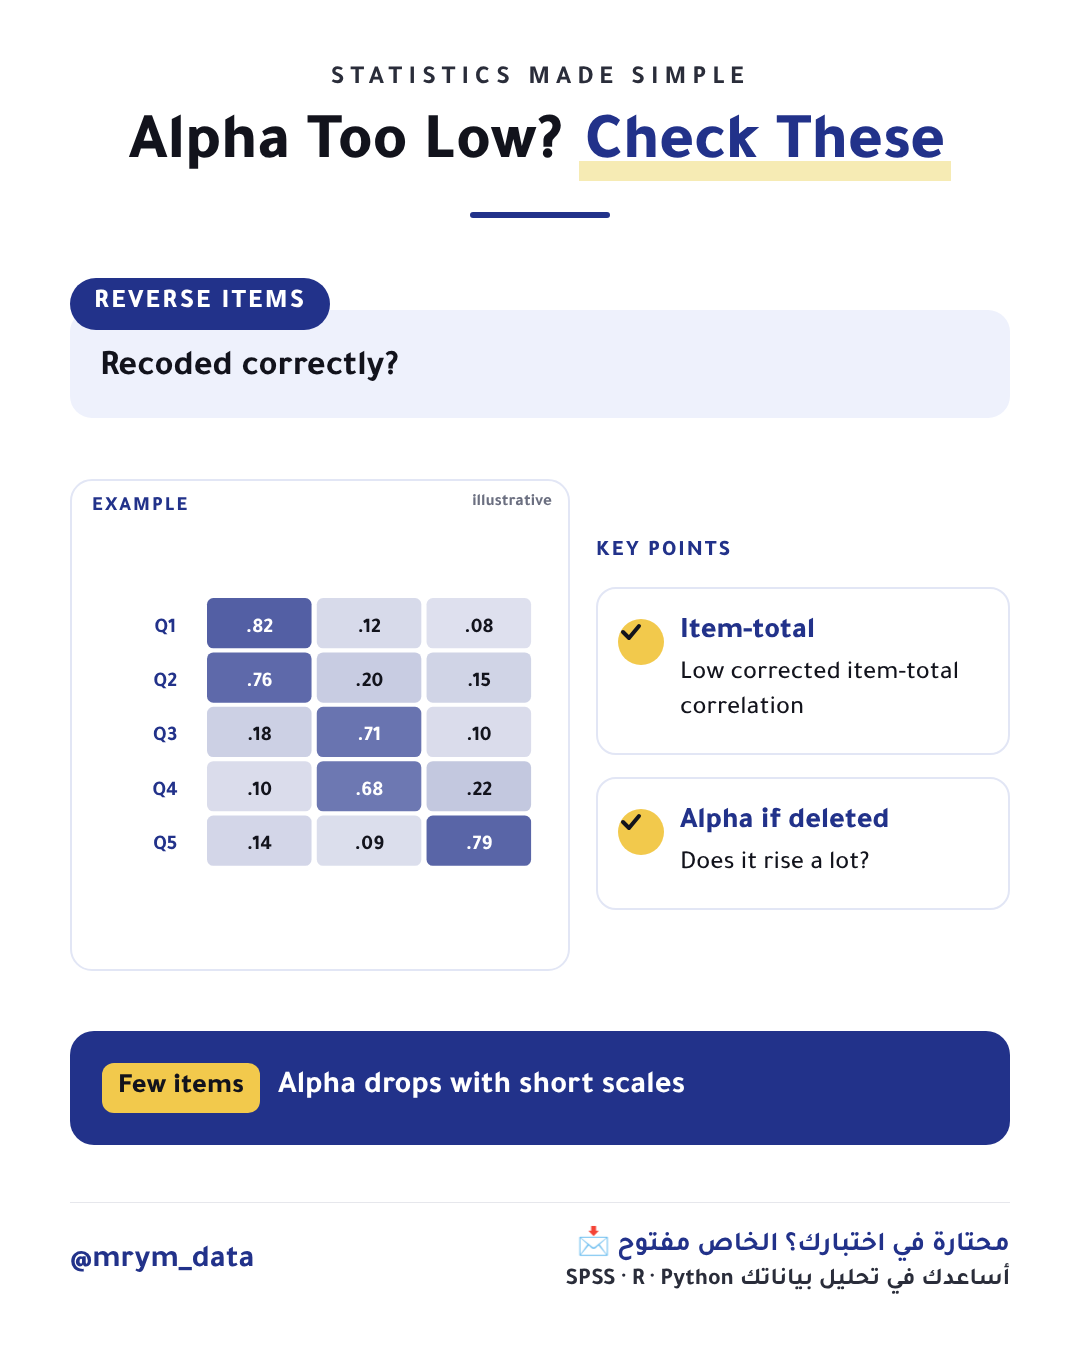 STATISTICS MADE SIMPLE
Alpha Too Low? Check These
REVERSE ITEMS
Recoded correctly?
EXAMPLE
illustrative
Q1 .82 .12 .08
Q2 .76 .20 .15
Q3 .18 .71 .10
Q4 .10 .68 .22
Q5 .14 .09 .79
KEY POINTS
Item-total
Low corrected item-total
correlation
Alpha if deleted
Does it rise a lot?
Few items Alpha drops with short scales
@mrym_data
محتارة في اختبارك؟ الخاص مفتوح 📩
أساعدك في تحليل بياناتك SPSS · R · Python